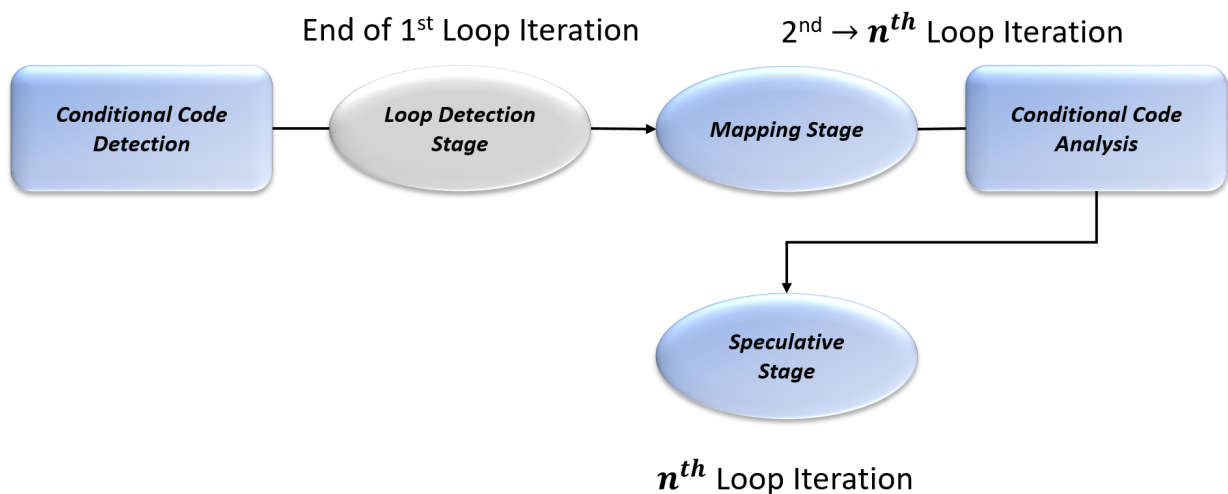 End of 1st Loop Iteration
2nd → nth Loop Iteration
Conditional Code
Detection
Loop Detection
Stage
Mapping Stage
Conditional Code
Analysis
Speculative
Stage
nth Loop Iteration